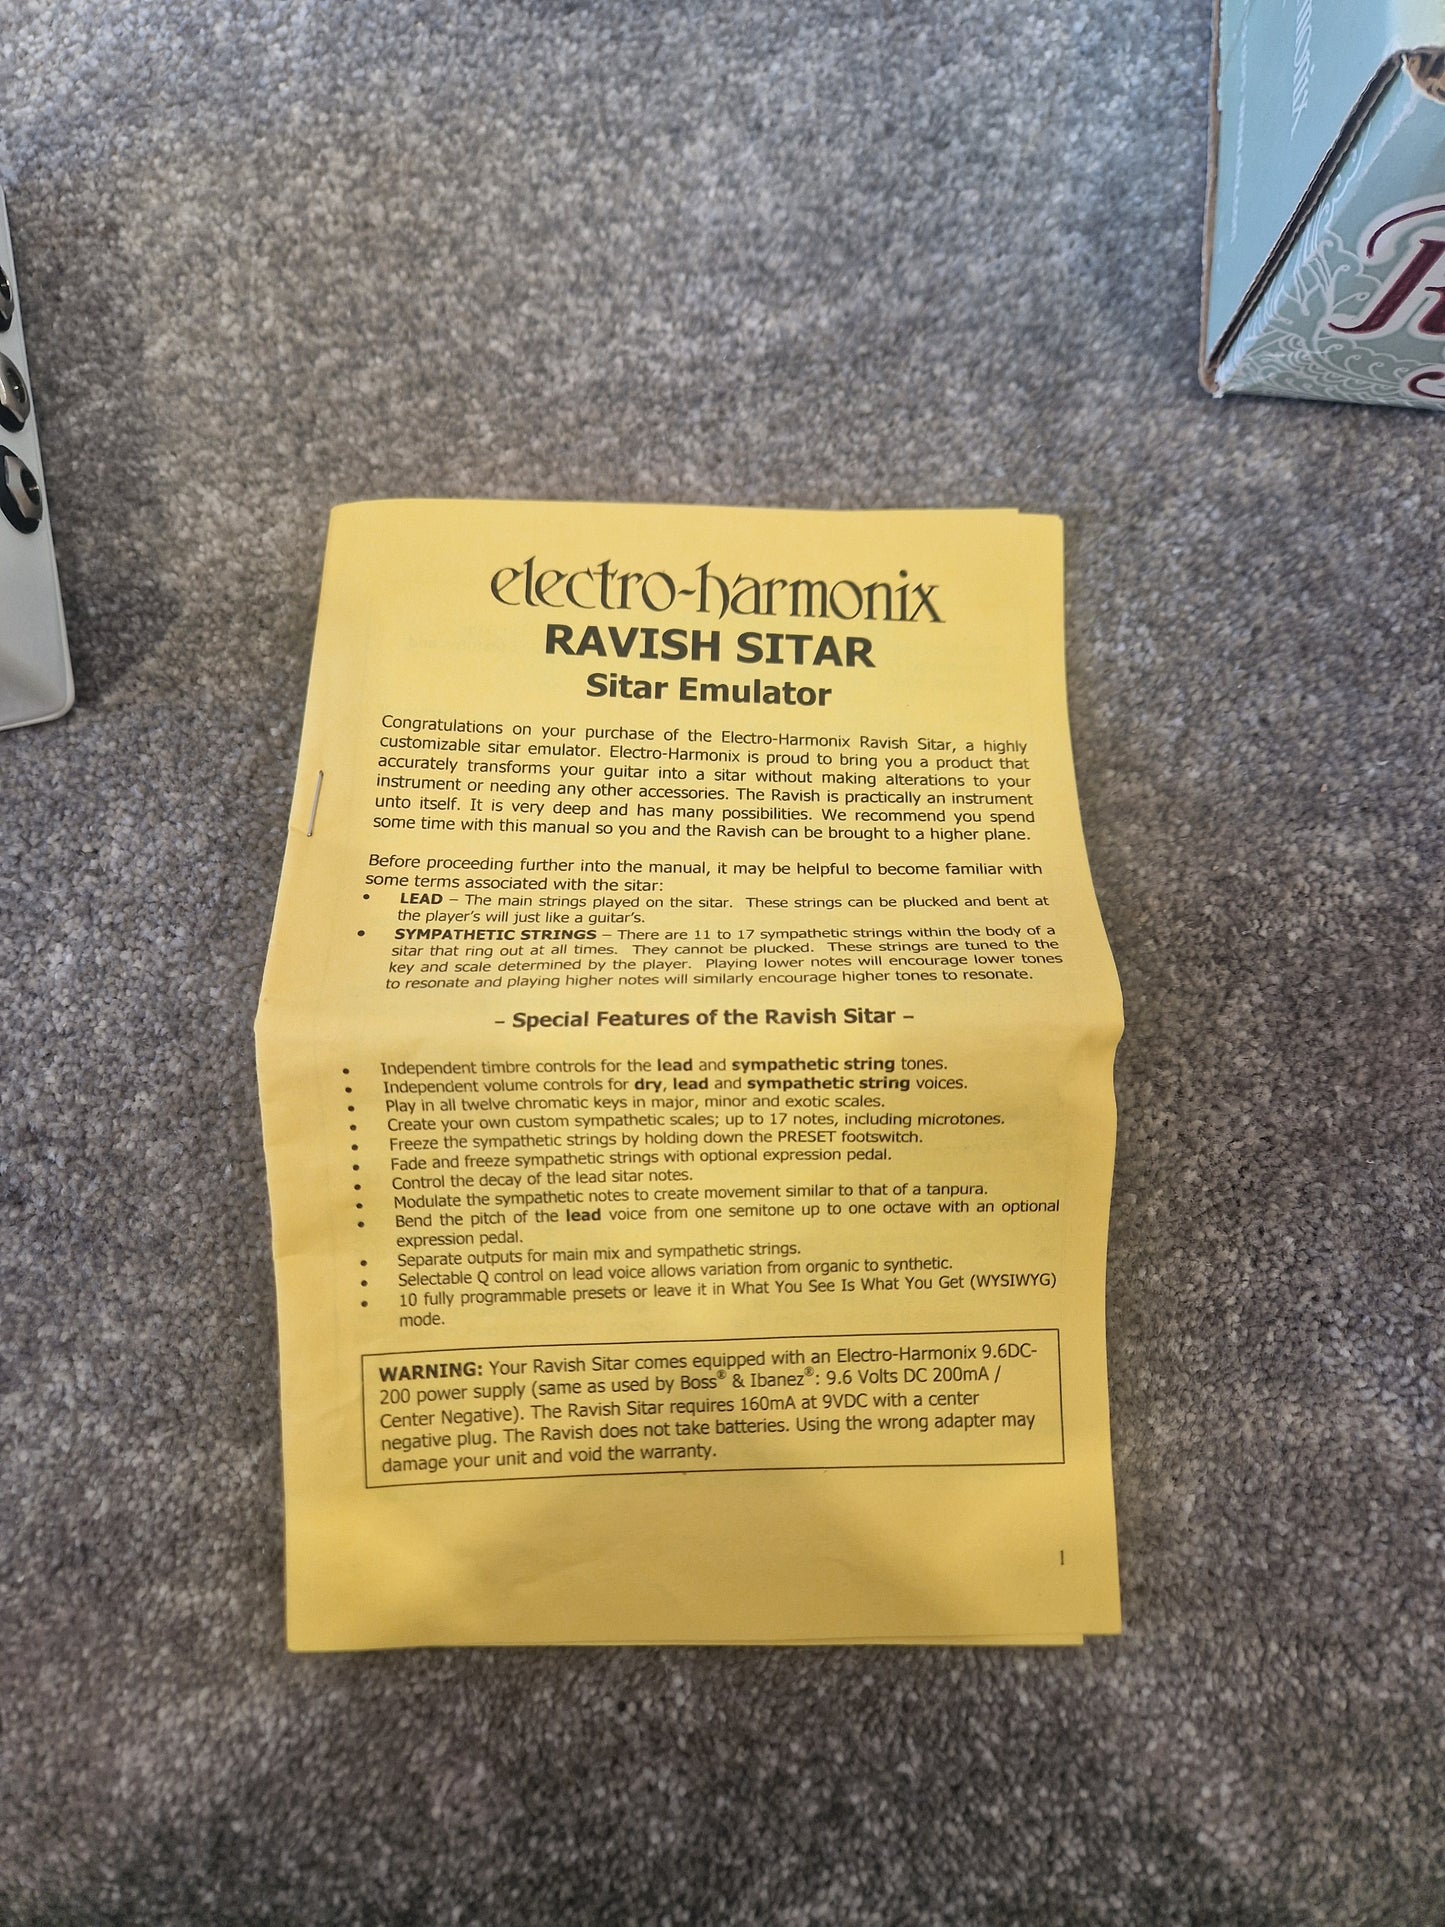 electro-harmonix
RAVISH SITAR
Sitar Emulator
Congratulations on your purchase of the Electro-Harmonix Ravish Sitar, a highly
customizable sitar emulator. Electro-Harmonix is proud to bring you a product that
accurately transforms your guitar into a sitar without making alterations to your
instrument or needing any other accessories. The Ravish is practically an instrument
unto itself. It is very deep and has many possibilities. We recommend you spend
some time with this manual so you and the Ravish can be brought to a higher plane.
Before proceeding further into the manual, it may be helpful to become familiar with
some terms associated with the sitar:
• LEAD – The main strings played on the sitar. These strings can be plucked and bent at
the player's will just like a guitar's.
• SYMPATHETIC STRINGS – There are 11 to 17 sympathetic strings within the body of a
sitar that ring out at all times. They cannot be plucked. These strings are tuned to the
key and scale determined by the player. Playing lower notes will encourage lower tones
to resonate and playing higher notes will similarly encourage higher tones to resonate.
– Special Features of the Ravish Sitar –
• Independent timbre controls for the lead and sympathetic string tones.
• Independent volume controls for dry, lead and sympathetic string voices.
• Play in all twelve chromatic keys in major, minor and exotic scales.
• Create your own custom sympathetic scales; up to 17 notes, including microtones.
• Freeze the sympathetic strings by holding down the PRESET footswitch.
• Fade and freeze sympathetic strings with optional expression pedal.
• Control the decay of the lead sitar notes.
• Modulate the sympathetic notes to create movement similar to that of a tanpura.
• Bend the pitch of the lead voice from one semitone up to one octave with an optional
expression pedal.
• Separate outputs for main mix and sympathetic strings.
• Selectable Q control on lead voice allows variation from organic to synthetic.
• 10 fully programmable presets or leave it in What You See Is What You Get (WYSIWYG)
mode.
WARNING: Your Ravish Sitar comes equipped with an Electro-Harmonix 9.6DC-
200 power supply (same as used by Boss® & Ibanez®: 9.6 Volts DC 200mA /
Center Negative). The Ravish Sitar requires 160mA at 9VDC with a center
negative plug. The Ravish does not take batteries. Using the wrong adapter may
damage your unit and void the warranty.
1